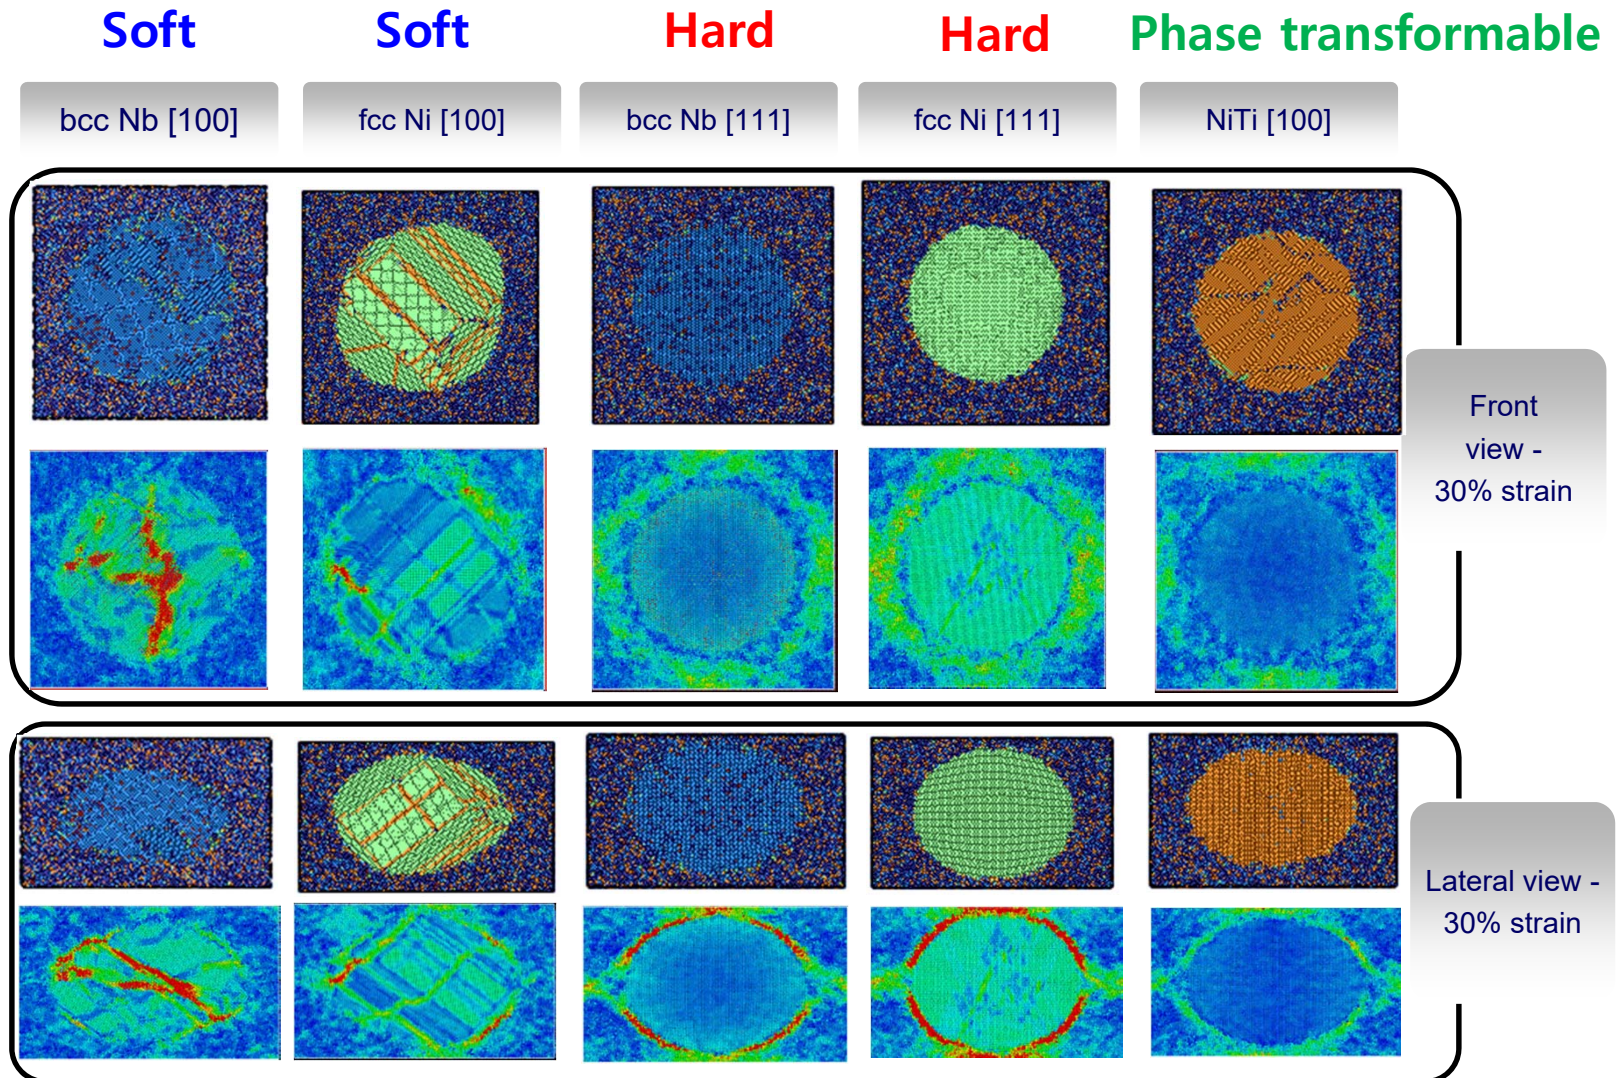 Soft Soft Hard Hard Phase transformable
bcc Nb [100] fcc Ni [100] bcc Nb [111] fcc Ni [111] NiTi [100]
Front
view -
30% strain
Lateral view -
30% strain